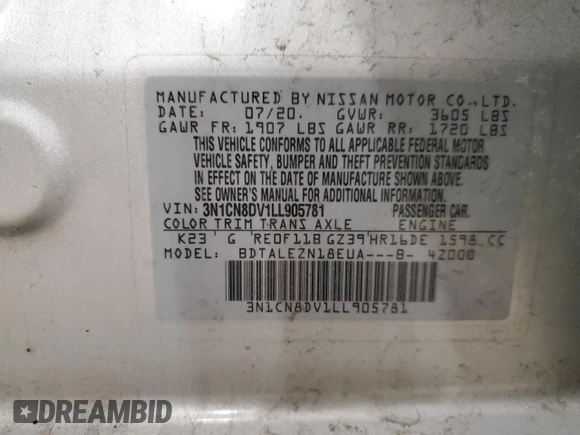 MANUFACTURED BY NISSAN MOTOR CO.,LTD.
DATE: 07/20. GVWR: 3605 LBS
GAWR FR: 1907 LBS GAWR RR: 1720 LBS
THIS VEHICLE CONFORMS TO ALL APPLICABLE FEDERAL MOTOR
VEHICLE SAFETY, BUMPER AND THEFT PREVENTION STANDARDS
IN EFFECT ON THE DATE OF MANUFACTURE SHOWN ABOVE.
SEE OWNER'S MANUAL FOR ADDITIONAL INFORMATION.
VIN: 3N1CN8DV1LL905781 PASSENGER CAR.
COLOR TRIM TRANS AXLE ENGINE
K23 G RE0F11B GZ39 HR16DE 1598 CC
MODEL: BDTALEZN18EUA---B- 4Z000
3N1CN8DV1LL905781
DREAMBID